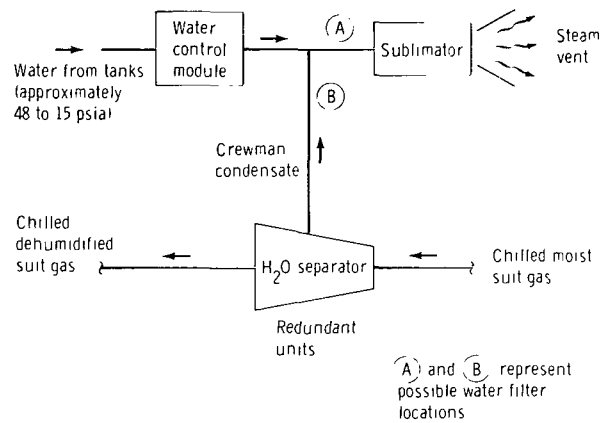 Water
control
module
A
Sublimator
Steam
vent
Water from tanks
(approximately
48 to 15 psia)
B
Crewman
condensate
Chilled
dehumidified
suit gas
H2O separator
Chilled moist
suit gas
Redundant
units
A and B represent
possible water filter
locations